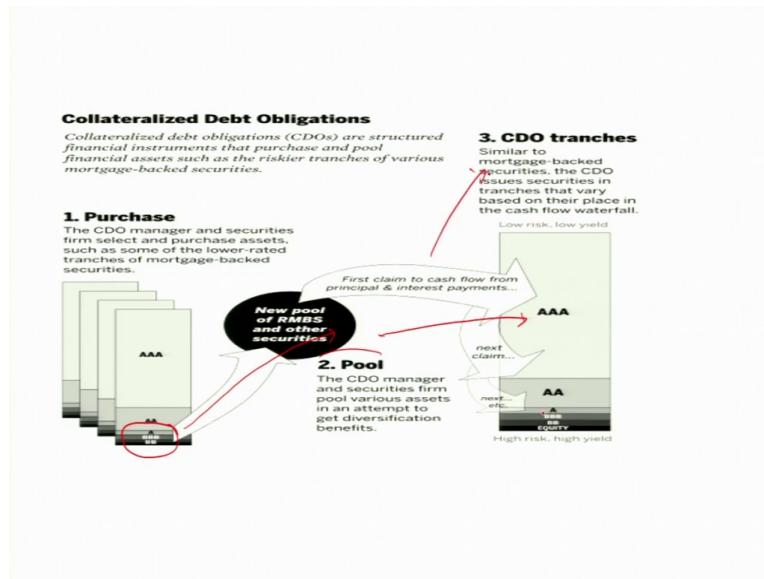 Collateralized Debt Obligations
Collateralized debt obligations (CDOs) are structured
financial instruments that purchase and pool
financial assets such as the riskier tranches of various
mortgage-backed securities.
1. Purchase
The CDO manager and securities
firm select and purchase assets,
such as some of the lower-rated
tranches of mortgage-backed
securities.
AAA
AA
A
BBB
BB
New pool
of RMBS
and other
securities
2. Pool
The CDO manager
and securities firm
pool various assets
in an attempt to
get diversification
benefits.
First claim to cash flow from
principal & interest payments...
next
claim...
next...
etc.
3. CDO tranches
Similar to
mortgage-backed
securities, the CDO
issues securities in
tranches that vary
based on their place in
the cash flow waterfall.
Low risk, low yield
AAA
AA
A
BBB
BB
EQUITY
High risk, high yield